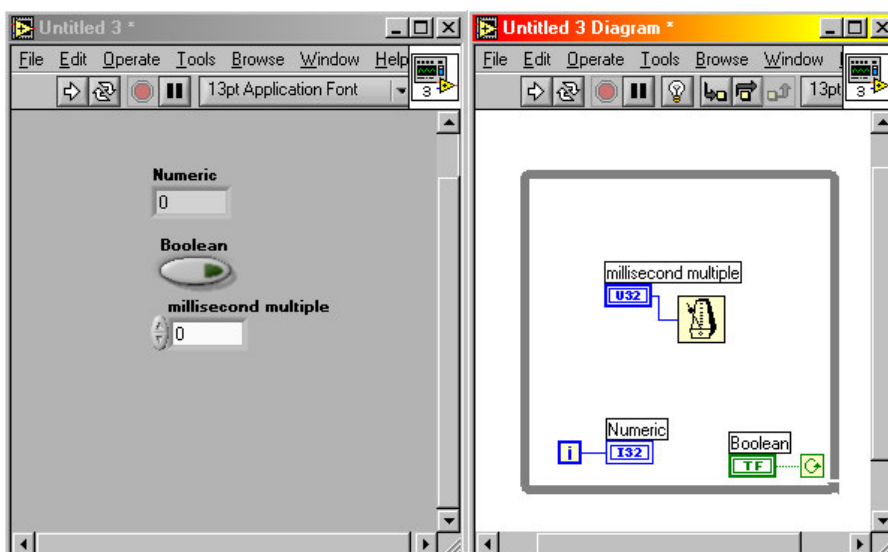 Untitled 3 *
File Edit Operate Tools Browse Window Help
13pt Application Font
3
Numeric
0
Boolean
millisecond multiple
0
Untitled 3 Diagram *
File Edit Operate Tools Browse Window
13pt
3
millisecond multiple
U32
Numeric
i I32
Boolean
TF